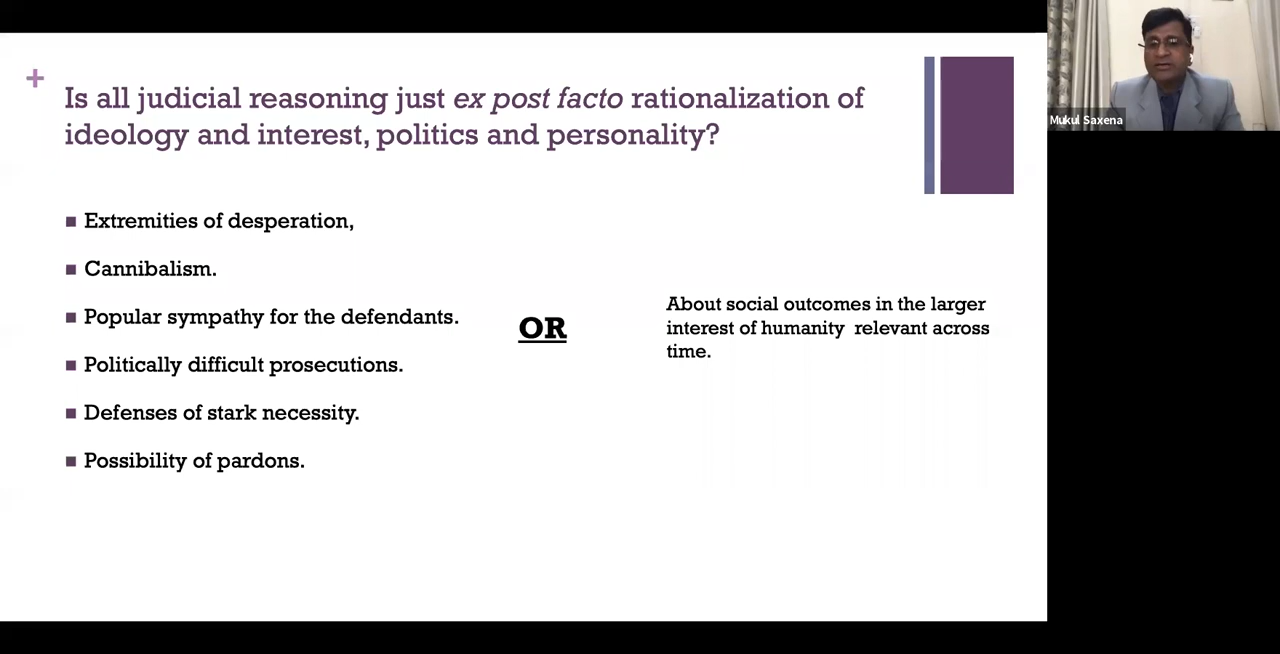 +
Is all judicial reasoning just ex post facto rationalization of
ideology and interest, politics and personality?
Extremities of desperation,
Cannibalism.
Popular sympathy for the defendants.
Politically difficult prosecutions.
Defenses of stark necessity.
Possibility of pardons.
OR
About social outcomes in the larger
interest of humanity relevant across
time.
Mukul Saxena